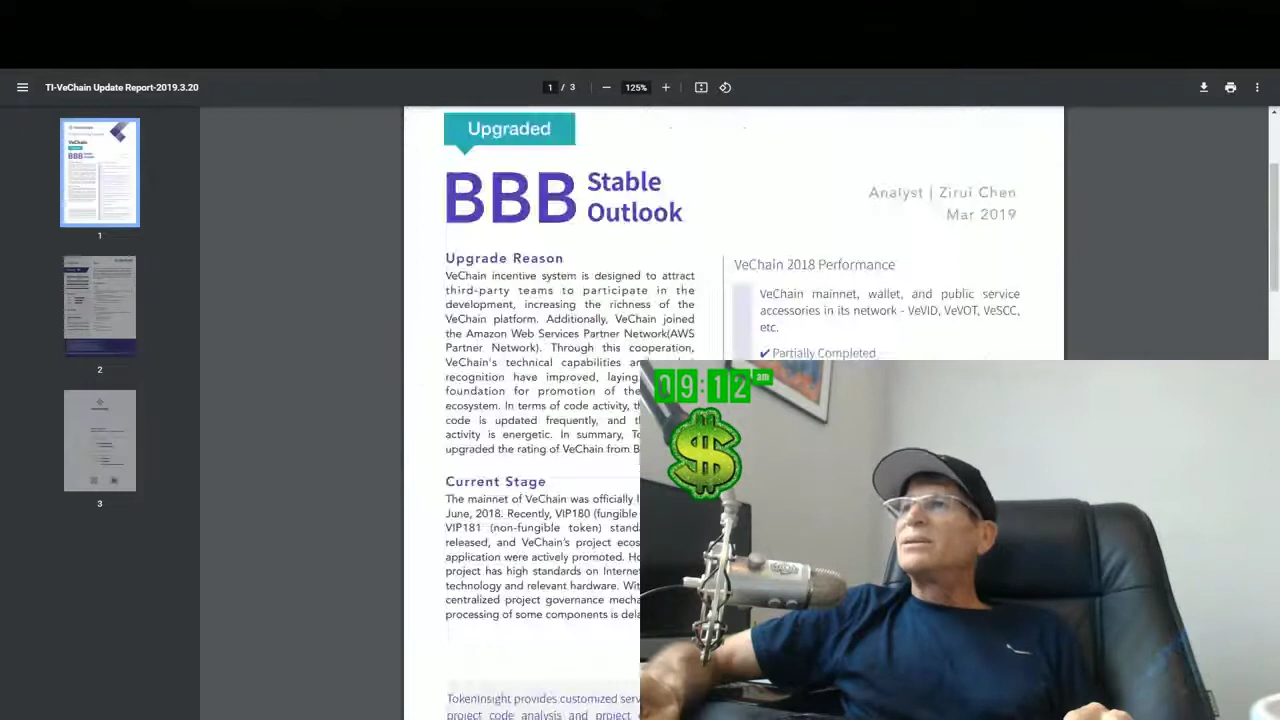 TI-VeChain Update Report-2019.3.20
1 / 3
125%
Upgraded
BBB Stable
Outlook
Analyst | Zirui Chen
Mar 2019
Upgrade Reason
VeChain incentive system is designed to attract
third-party teams to participate in the
development, increasing the richness of the
VeChain platform. Additionally, VeChain joined
the Amazon Web Services Partner Network(AWS
Partner Network). Through this cooperation,
VeChain's technical capabilities
recognition have improved, laying
foundation for promotion of the
ecosystem. In terms of code activity,
code is updated frequently, and
activity is energetic. In summary,
upgraded the rating of VeChain from
Current Stage
The mainnet of VeChain was officially
June, 2018. Recently, VIP180 (fungible
VIP181 (non-fungible token)
released, and VeChain's project
application were actively promoted.
project has high standards on Internet
technology and relevant hardware.
centralized project governance
processing of some components is
TokenInsight provides customized
project code analysis and project
VeChain 2018 Performance
VeChain mainnet, wallet, and public service
accessories in its network - VeVID, VeVOT, VeSCC,
etc.
✔ Partially Completed
VeChain
BBB
1
2
3
09:12 am
$